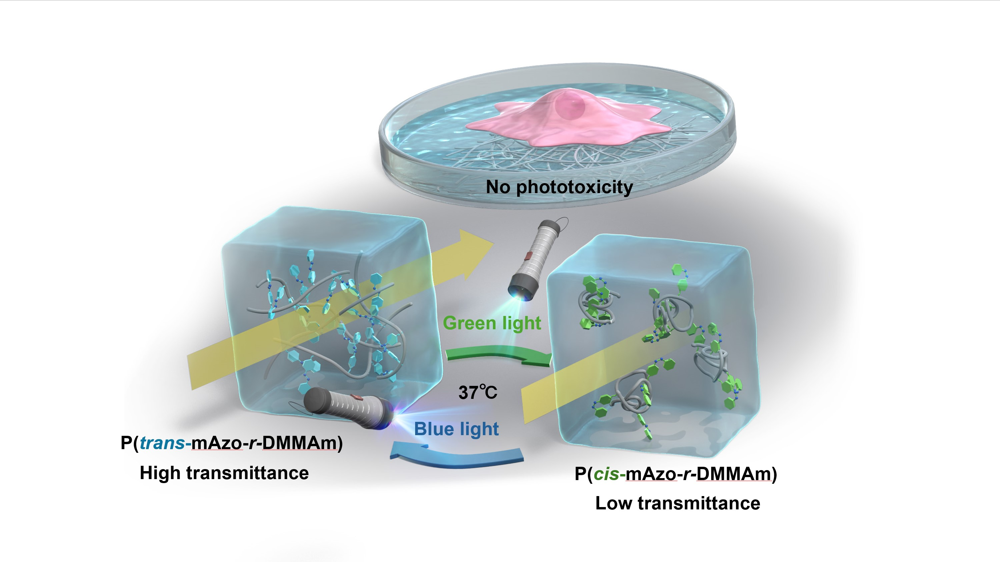 No phototoxicity
Green light
37℃
Blue light
P(trans-mAzo-r-DMMAm)
High transmittance
P(cis-mAzo-r-DMMAm)
Low transmittance